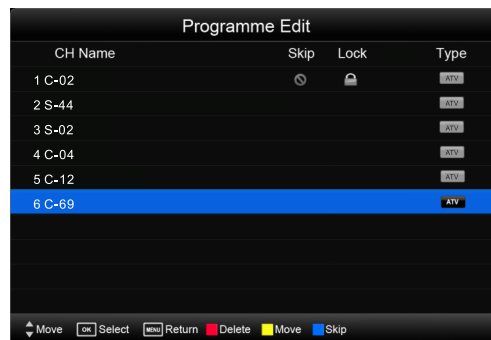 Programme Edit
CH Name Skip Lock Type
1 C-02 ATV
2 S-44 ATV
3 S-02 ATV
4 C-04 ATV
5 C-12 ATV
6 C-69 ATV
Move OK Select MENU Return Delete Move Skip